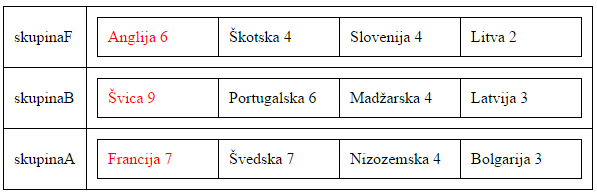 skupinaF Anglija 6 Škotska 4 Slovenija 4 Litva 2
skupinaB Švica 9 Portugalska 6 Madžarska 4 Latvija 3
skupinaA Francija 7 Švedska 7 Nizozemska 4 Bolgarija 3